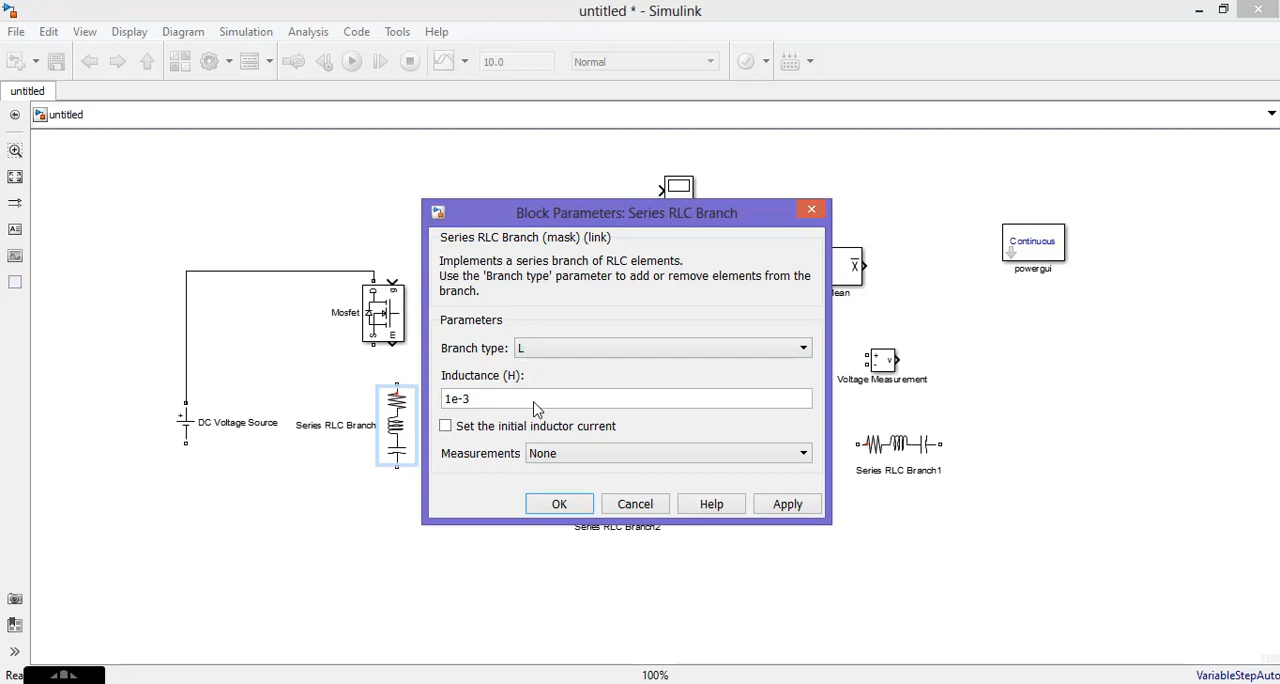 untitled * - Simulink
File Edit View Display Diagram Simulation Analysis Code Tools Help
10.0 Normal
untitled
untitled
Block Parameters: Series RLC Branch
Series RLC Branch (mask) (link)
Implements a series branch of RLC elements.
Use the 'Branch type' parameter to add or remove elements from the
branch.
Parameters
Branch type: L
Inductance (H):
1e-3
Set the initial inductor current
Measurements None
OK Cancel Help Apply
Continuous
powergui
Mosfet
D
g
S
m
DC Voltage Source
Series RLC Branch
+
- v
Voltage Measurement
Series RLC Branch1
Series RLC Branch2
100%
VariableStepAuto